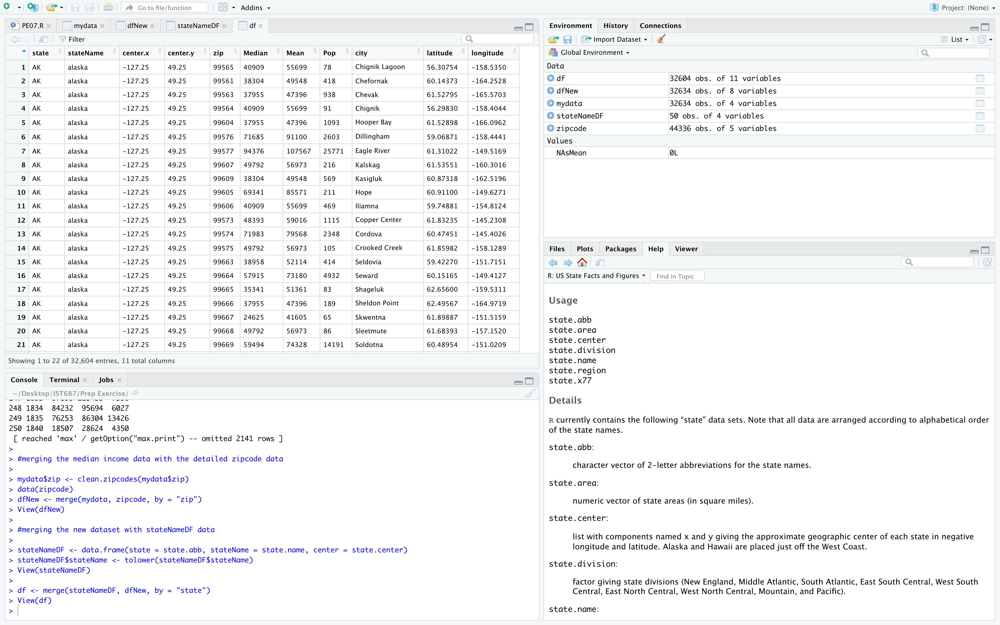 Go to file/function
Addins
Project: (None)
PE07.R
mydata
dfNew
stateNameDF
df
Filter
state stateName center.x center.y zip Median Mean Pop city latitude longitude
1 AK alaska -127.25 49.25 99565 40909 55699 78 Chignik Lagoon 56.30754 -158.5350
2 AK alaska -127.25 49.25 99561 38304 49548 418 Chefornak 60.14373 -164.2528
3 AK alaska -127.25 49.25 99563 37955 47396 938 Chevak 61.52795 -165.5703
4 AK alaska -127.25 49.25 99564 40909 55699 91 Chignik 56.29830 -158.4044
5 AK alaska -127.25 49.25 99604 37955 47396 1093 Hooper Bay 61.52898 -166.0962
6 AK alaska -127.25 49.25 99576 71685 91100 2603 Dillingham 59.06871 -158.4441
7 AK alaska -127.25 49.25 99577 94376 107567 25771 Eagle River 61.31022 -149.5169
8 AK alaska -127.25 49.25 99607 49792 56973 216 Kalskag 61.53551 -160.3016
9 AK alaska -127.25 49.25 99609 38304 49548 569 Kasigluk 60.87318 -162.5196
10 AK alaska -127.25 49.25 99605 69341 85571 211 Hope 60.91100 -149.6271
11 AK alaska -127.25 49.25 99606 40909 55699 469 Iliamna 59.74881 -154.8124
12 AK alaska -127.25 49.25 99573 48393 59016 1115 Copper Center 61.83235 -145.2308
13 AK alaska -127.25 49.25 99574 71983 79568 2348 Cordova 60.47451 -145.4026
14 AK alaska -127.25 49.25 99575 49792 56973 105 Crooked Creek 61.85982 -158.1289
15 AK alaska -127.25 49.25 99663 38958 52114 414 Seldovia 59.42270 -151.7151
16 AK alaska -127.25 49.25 99664 57915 73180 4932 Seward 60.15165 -149.4127
17 AK alaska -127.25 49.25 99665 35341 51361 83 Shageluk 62.65600 -159.5311
18 AK alaska -127.25 49.25 99666 37955 47396 189 Sheldon Point 62.49567 -164.9719
19 AK alaska -127.25 49.25 99667 24625 41605 65 Skwentna 61.89887 -151.5159
20 AK alaska -127.25 49.25 99668 49792 56973 86 Sleetmute 61.68393 -157.1520
21 AK alaska -127.25 49.25 99669 59494 74328 14191 Soldotna 60.48954 -151.0209
Showing 1 to 22 of 32,604 entries, 11 total columns
Console Terminal Jobs
~/Desktop/IST687/Prep Exercise/
248 1834 84232 95694 6027
249 1835 76253 86304 13426
250 1840 18507 28624 4350
[ reached 'max' / getOption("max.print") -- omitted 2141 rows ]
>
> #merging the median income data with the detailed zipcode data
>
> mydata$zip <- clean.zipcodes(mydata$zip)
> data(zipcode)
> dfNew <- merge(mydata, zipcode, by = "zip")
> View(dfNew)
>
> #merging the new dataset with stateNameDF data
>
> stateNameDF <- data.frame(state = state.abb, stateName = state.name, center = state.center)
> stateNameDF$stateName <- tolower(stateNameDF$stateName)
> View(stateNameDF)
>
> df <- merge(stateNameDF, dfNew, by = "state")
> View(df)
>
Environment History Connections
Import Dataset
List
Global Environment
Data
df 32604 obs. of 11 variables
dfNew 32634 obs. of 8 variables
mydata 32634 obs. of 4 variables
stateNameDF 50 obs. of 4 variables
zipcode 44336 obs. of 5 variables
Values
NAsMean 0L
Files Plots Packages Help Viewer
R: US State Facts and Figures
Find in Topic
Usage
state.abb
state.area
state.center
state.division
state.name
state.region
state.x77
Details
R currently contains the following “state” data sets. Note that all data are arranged according to alphabetical order
of the state names.
state.abb:
character vector of 2-letter abbreviations for the state names.
state.area:
numeric vector of state areas (in square miles).
state.center:
list with components named x and y giving the approximate geographic center of each state in negative
longitude and latitude. Alaska and Hawaii are placed just off the West Coast.
state.division:
factor giving state divisions (New England, Middle Atlantic, South Atlantic, East South Central, West South
Central, East North Central, West North Central, Mountain, and Pacific).
state.name: